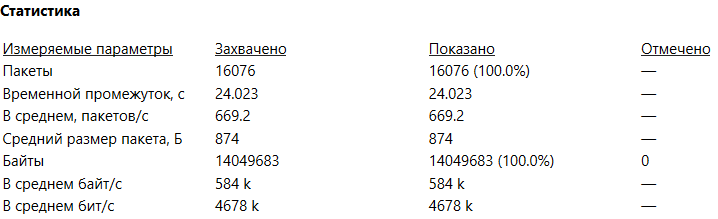 Статистика
Измеряемые параметры Захвачено Показано Отмечено
Пакеты 16076 16076 (100.0%) —
Временной промежуток, с 24.023 24.023 —
В среднем, пакетов/с 669.2 669.2 —
Средний размер пакета, Б 874 874 —
Байты 14049683 14049683 (100.0%) 0
В среднем байт/с 584 k 584 k —
В среднем бит/с 4678 k 4678 k —